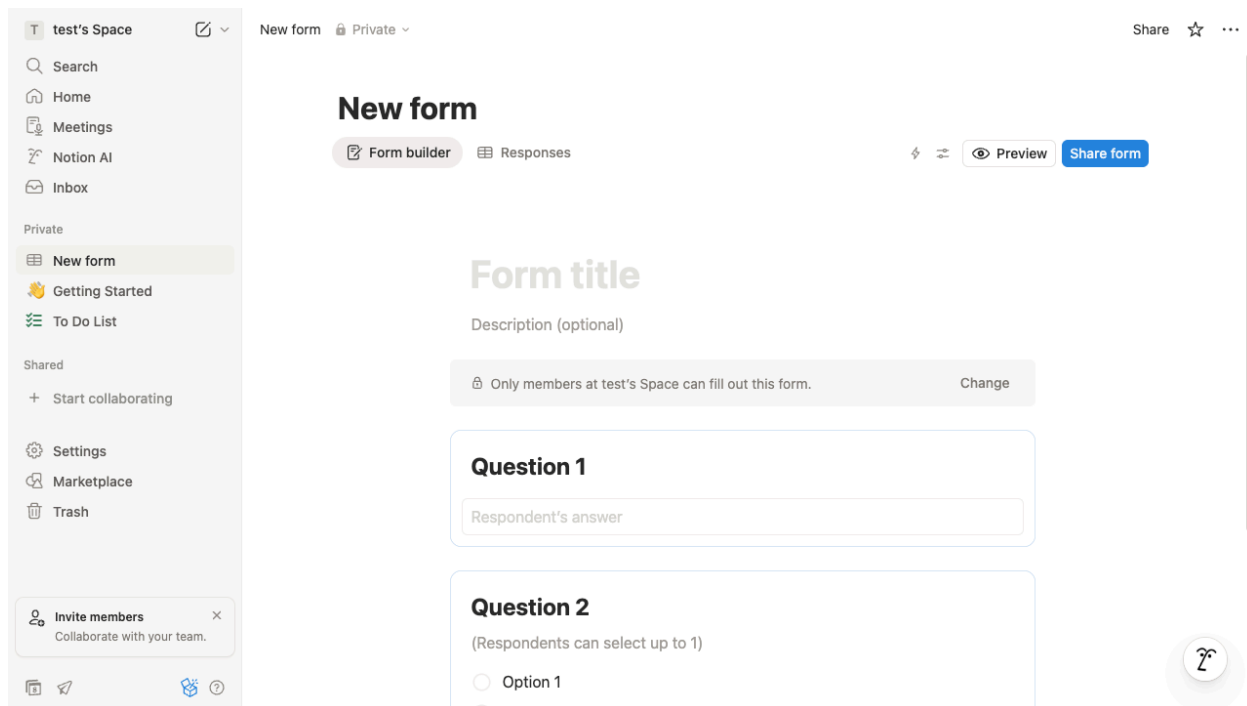 T test's Space
Search
Home
Meetings
Notion AI
Inbox
Private
New form
Getting Started
To Do List
Shared
+ Start collaborating
Settings
Marketplace
Trash
Invite members
Collaborate with your team.
New form Private
Share
New form
Form builder Responses
Preview Share form
Form title
Description (optional)
Only members at test's Space can fill out this form. Change
Question 1
Respondent's answer
Question 2
(Respondents can select up to 1)
Option 1